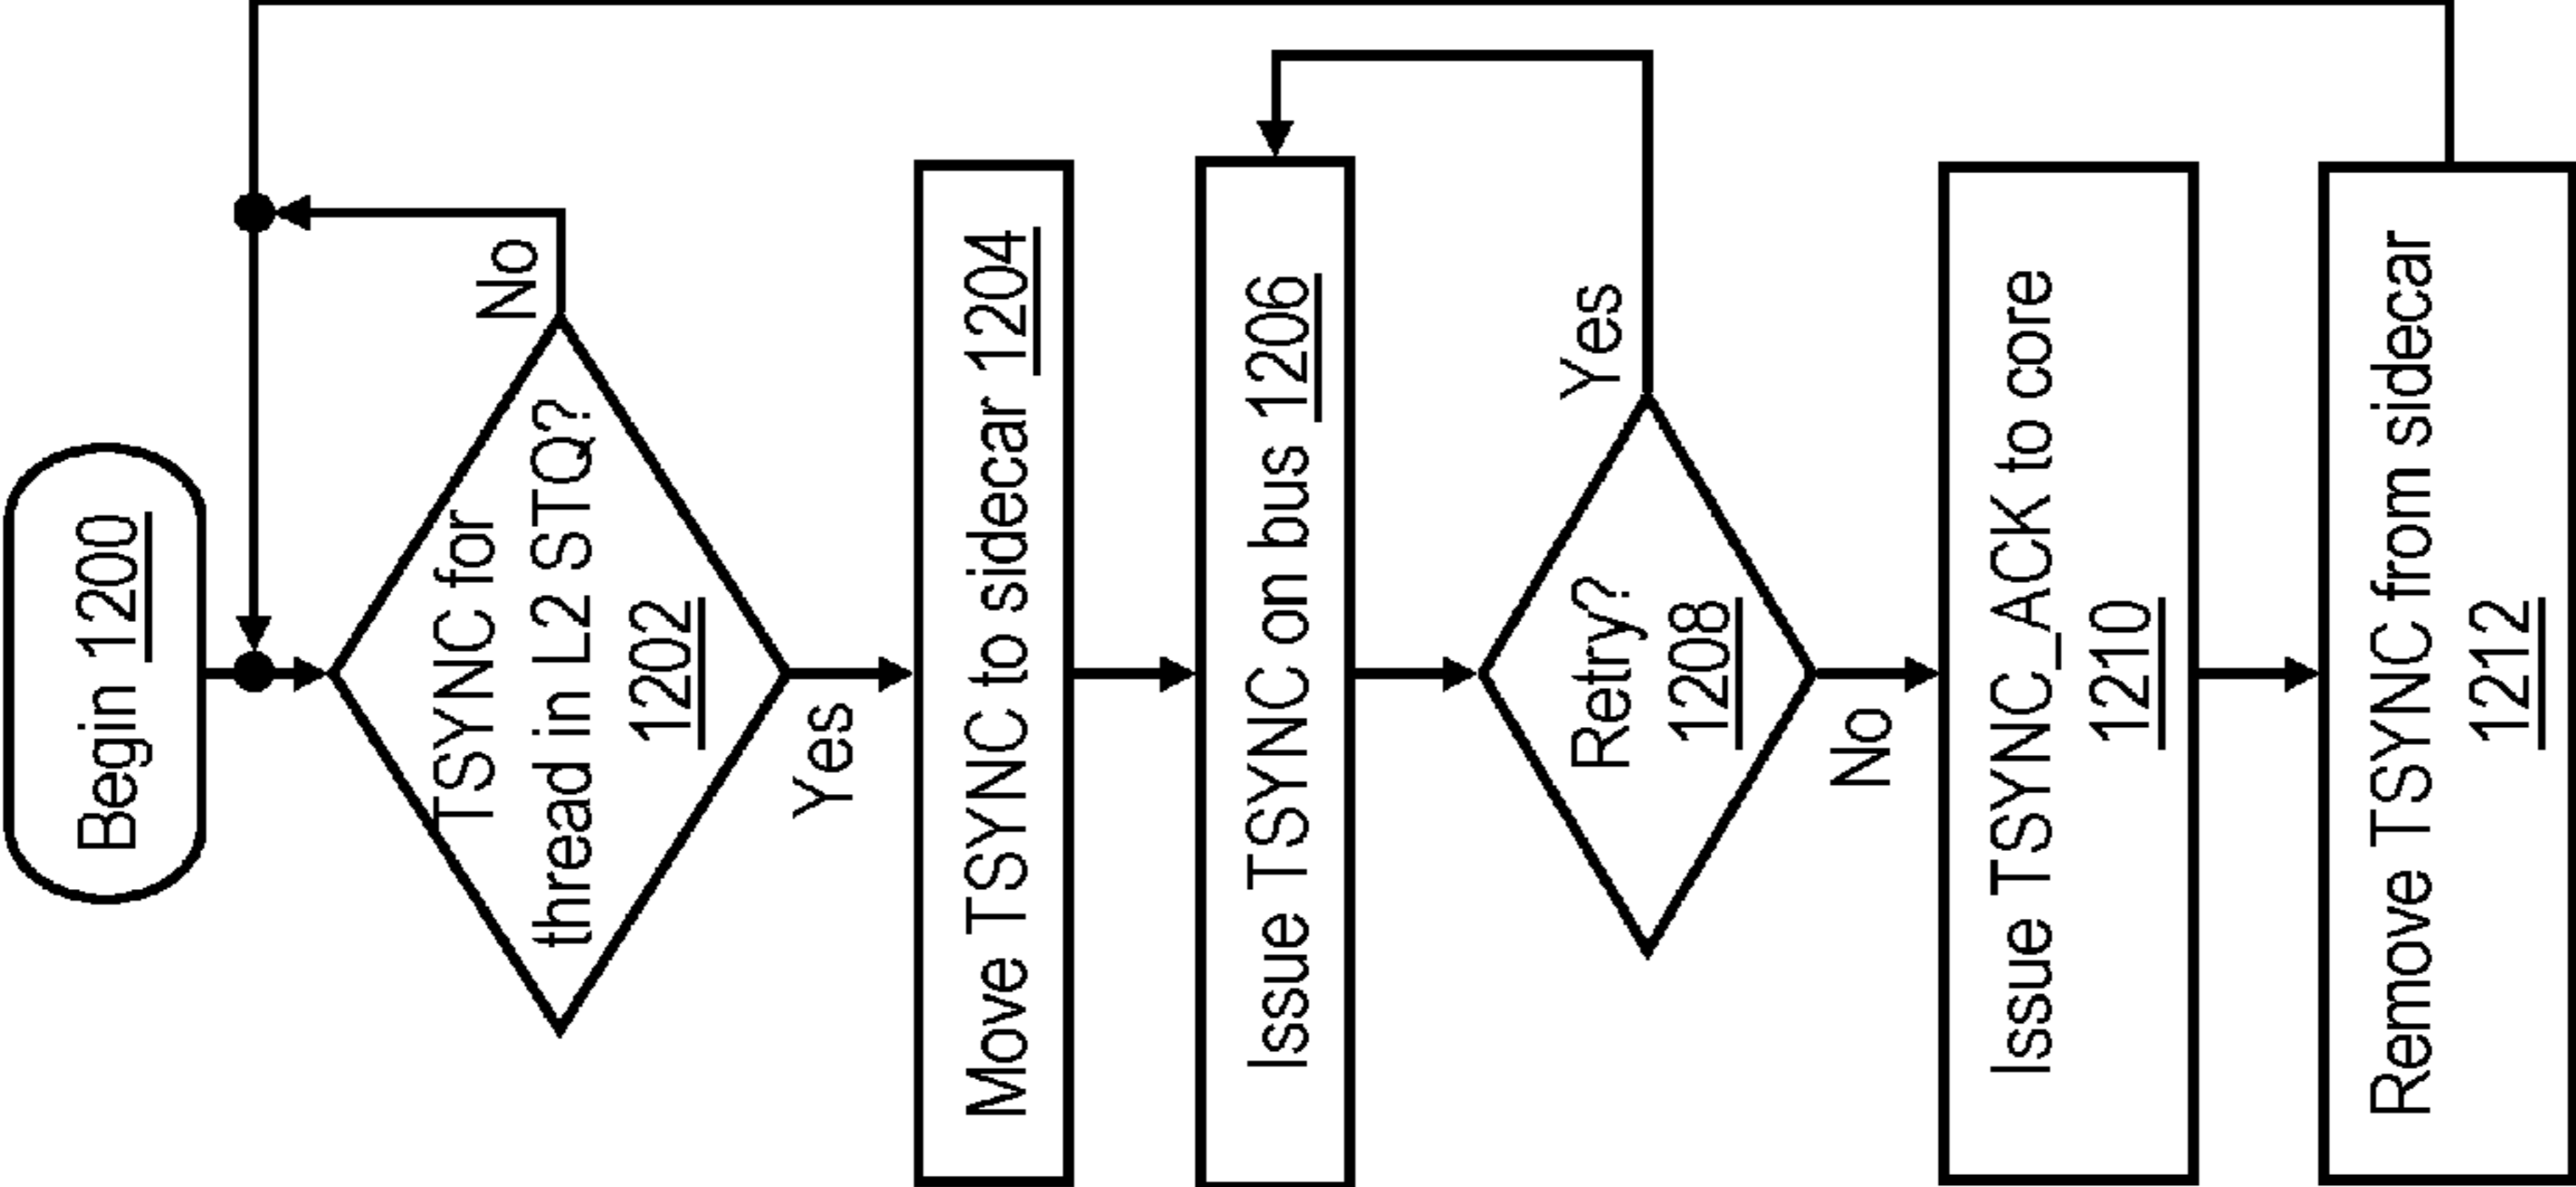 Begin 1200
TSYNC for
thread in L2 STQ?
1202
No
Yes
Move TSYNC to sidecar 1204
Issue TSYNC on bus 1206
Retry?
1208
Yes
No
Issue TSYNC_ACK to core
1210
Remove TSYNC from sidecar
1212